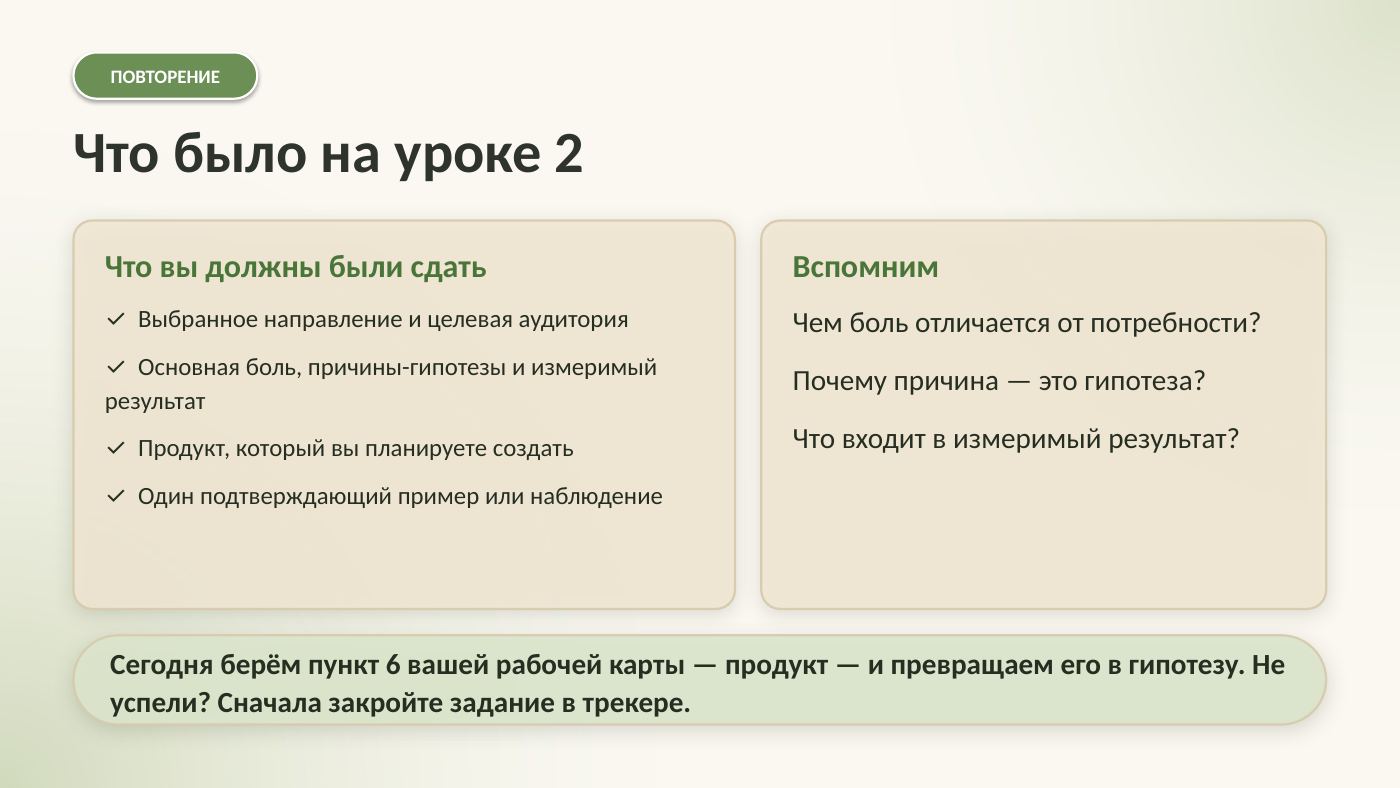 ПОВТОРЕНИЕ
Что было на уроке 2
Что вы должны были сдать
✓ Выбранное направление и целевая аудитория
✓ Основная боль, причины-гипотезы и измеримый
результат
✓ Продукт, который вы планируете создать
✓ Один подтверждающий пример или наблюдение
Вспомним
Чем боль отличается от потребности?
Почему причина — это гипотеза?
Что входит в измеримый результат?
Сегодня берём пункт 6 вашей рабочей карты — продукт — и превращаем его в гипотезу. Не
успели? Сначала закройте задание в трекере.